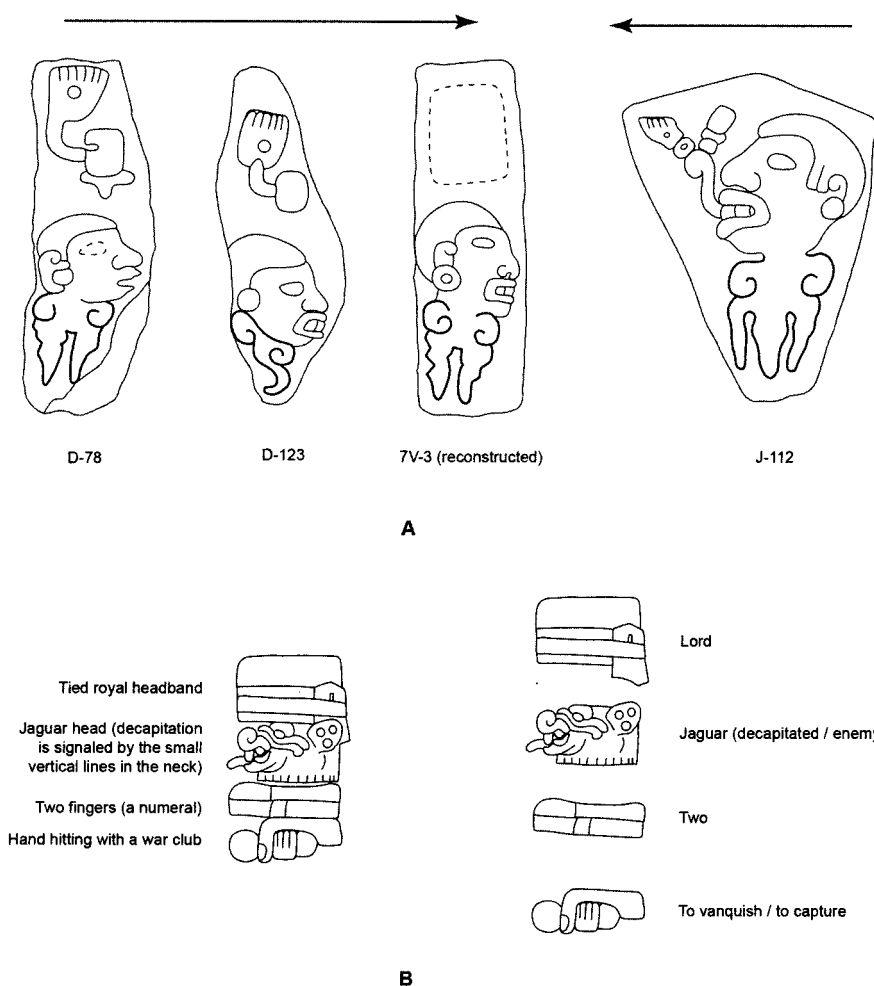 D-78
D-123
7V-3 (reconstructed)
J-112
A
Tied royal headband
Jaguar head (decapitation
is signaled by the small
vertical lines in the neck)
Two fingers (a numeral)
Hand hitting with a war club
Lord
Jaguar (decapitated / enemy
Two
To vanquish / to capture
B